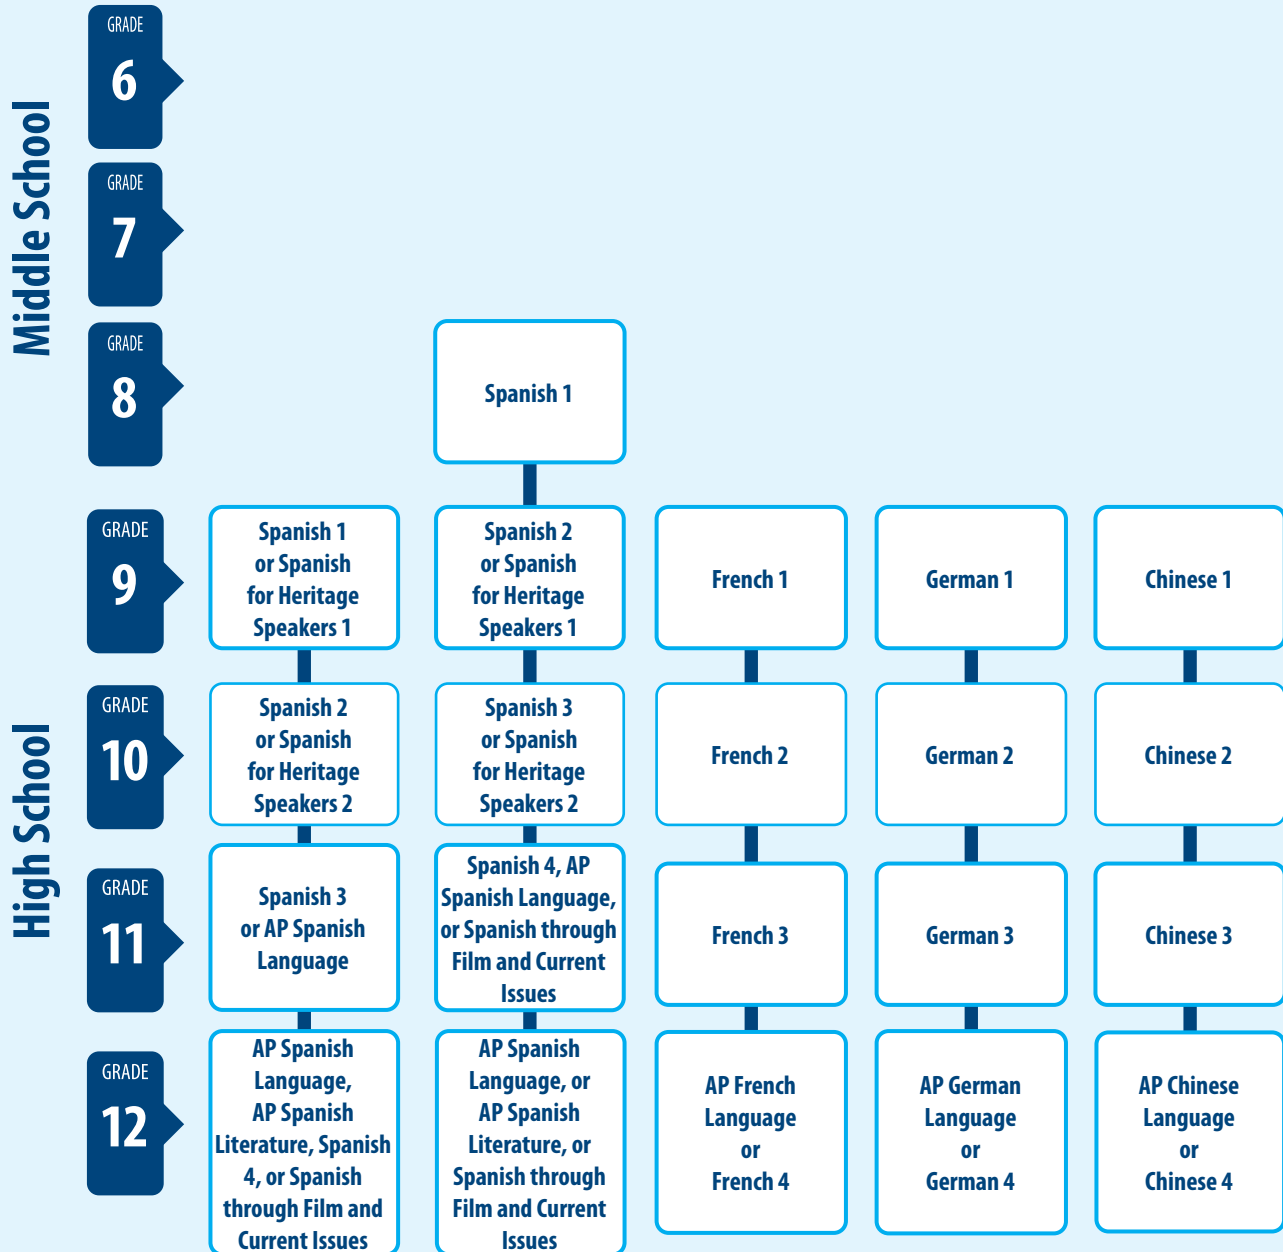 Middle School
GRADE
6
GRADE
7
GRADE
8
Spanish 1
High School
GRADE
9
Spanish 1
or Spanish
for Heritage
Speakers 1
Spanish 2
or Spanish
for Heritage
Speakers 1
French 1
German 1
Chinese 1
GRADE
10
Spanish 2
or Spanish
for Heritage
Speakers 2
Spanish 3
or Spanish
for Heritage
Speakers 2
French 2
German 2
Chinese 2
GRADE
11
Spanish 3
or AP Spanish
Language
Spanish 4, AP
Spanish Language,
or Spanish through
Film and Current
Issues
French 3
German 3
Chinese 3
GRADE
12
AP Spanish
Language,
AP Spanish
Literature, Spanish
4, or Spanish
through Film and
Current Issues
AP Spanish
Language, or
AP Spanish
Literature, or
Spanish through
Film and Current
Issues
AP French
Language
or
French 4
AP German
Language
or
German 4
AP Chinese
Language
or
Chinese 4